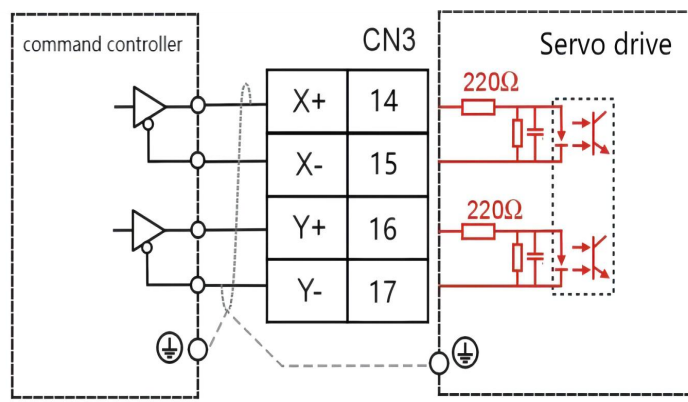 command controller
CN3
Servo drive
X+ 14
X- 15
Y+ 16
Y- 17
220Ω
220Ω